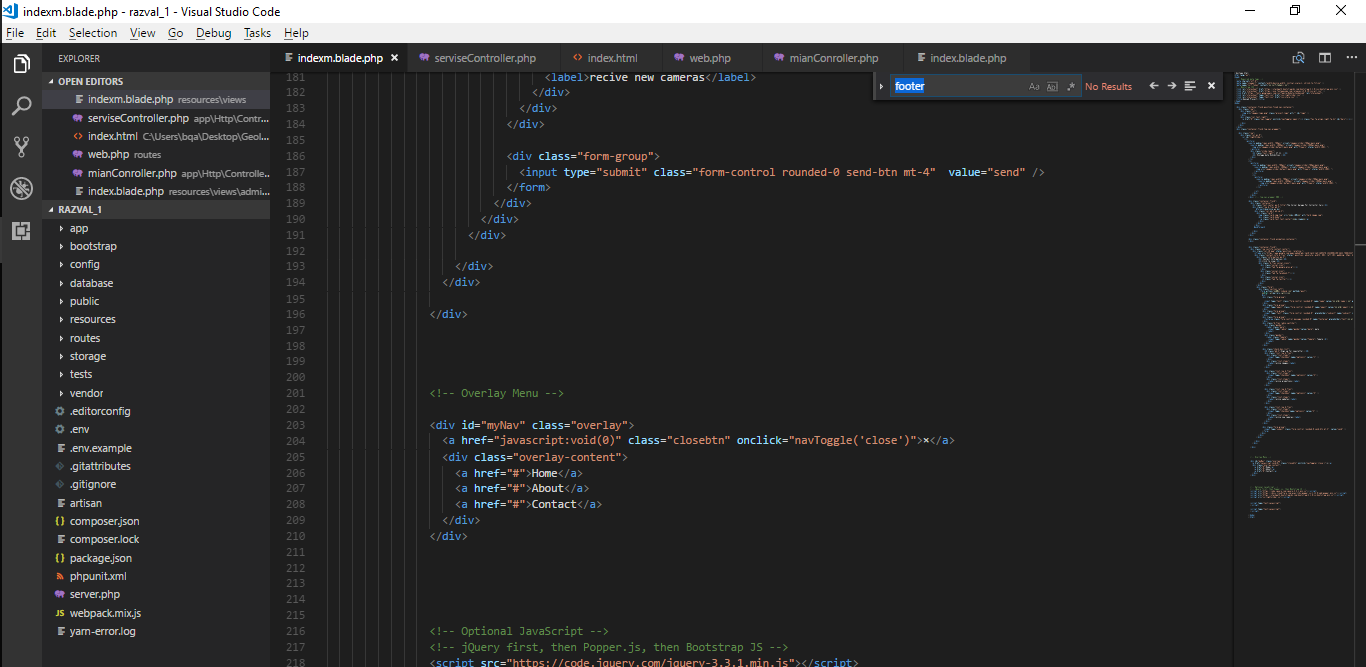 indexm.blade.php - razval_1 - Visual Studio Code
File Edit Selection View Go Debug Tasks Help
EXPLORER
OPEN EDITORS
indexm.blade.php resources\views
serviseController.php app\Http\Contr...
index.html C:\Users\bqa\Desktop\Geol...
web.php routes
mianConroller.php app\Http\Controlle...
index.blade.php resources\views\admi...
RAZVAL_1
app
bootstrap
config
database
public
resources
routes
storage
tests
vendor
.editorconfig
.env
.env.example
.gitattributes
.gitignore
artisan
{} composer.json
composer.lock
{} package.json
phpunit.xml
server.php
JS webpack.mix.js
yarn-error.log
indexm.blade.php serviseController.php <> index.html web.php mianConroller.php index.blade.php
footer Aa Ab| .* No Results
181 <label>recive new cameras</label>
182 </div>
183 </div>
184 </div>
185
186 <div class="form-group">
187 <input type="submit" class="form-control rounded-0 send-btn mt-4"  value="send" />
188 </form>
189 </div>
190 </div>
191 </div>
192
193 </div>
194 </div>
195
196 </div>
197
198
199
200
201 <!-- Overlay Menu -->
202
203 <div id="myNav" class="overlay">
204 <a href="javascript:void(0)" class="closebtn" onclick="navToggle('close')">×</a>
205 <div class="overlay-content">
206 <a href="#">Home</a>
207 <a href="#">About</a>
208 <a href="#">Contact</a>
209 </div>
210 </div>
211
212
213
214
215
216 <!-- Optional JavaScript -->
217 <!-- jQuery first, then Popper.js, then Bootstrap JS -->
218 <script src="https://code.jquery.com/jquery-3.3.1.min.js"></script>